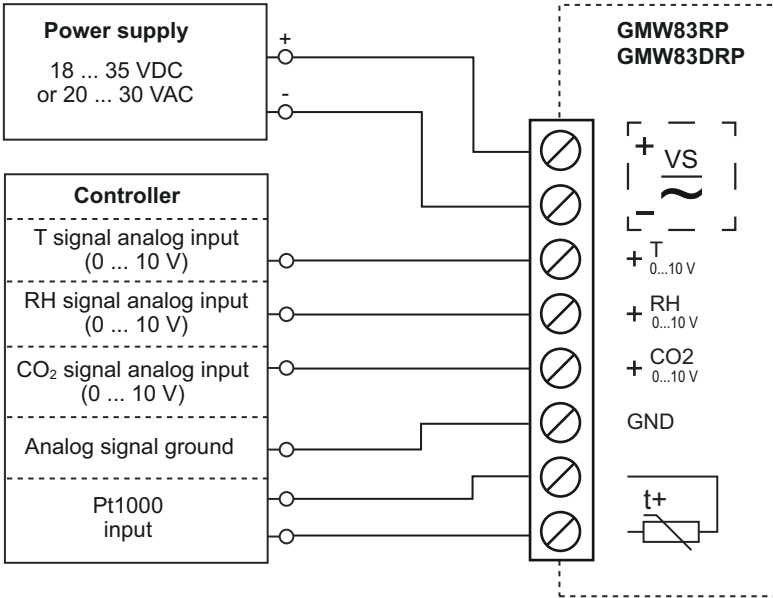 Power supply
18 ... 35 VDC
or 20 ... 30 VAC
+
-
Controller
T signal analog input
(0 ... 10 V)
RH signal analog input
(0 ... 10 V)
CO₂ signal analog input
(0 ... 10 V)
Analog signal ground
Pt1000
input
GMW83RP
GMW83DRP
+
VS
~
−
+ T
0...10 V
+ RH
0...10 V
+ CO2
0...10 V
GND
t+